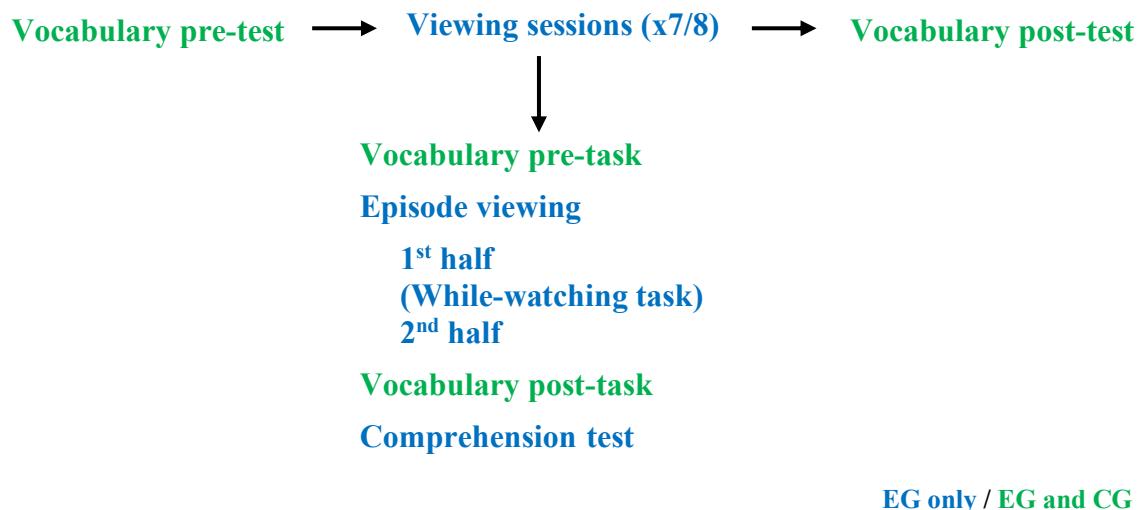 Vocabulary pre-test Viewing sessions (x7/8) Vocabulary post-test
Vocabulary pre-task
Episode viewing
1st half
(While-watching task)
2nd half
Vocabulary post-task
Comprehension test
EG only / EG and CG